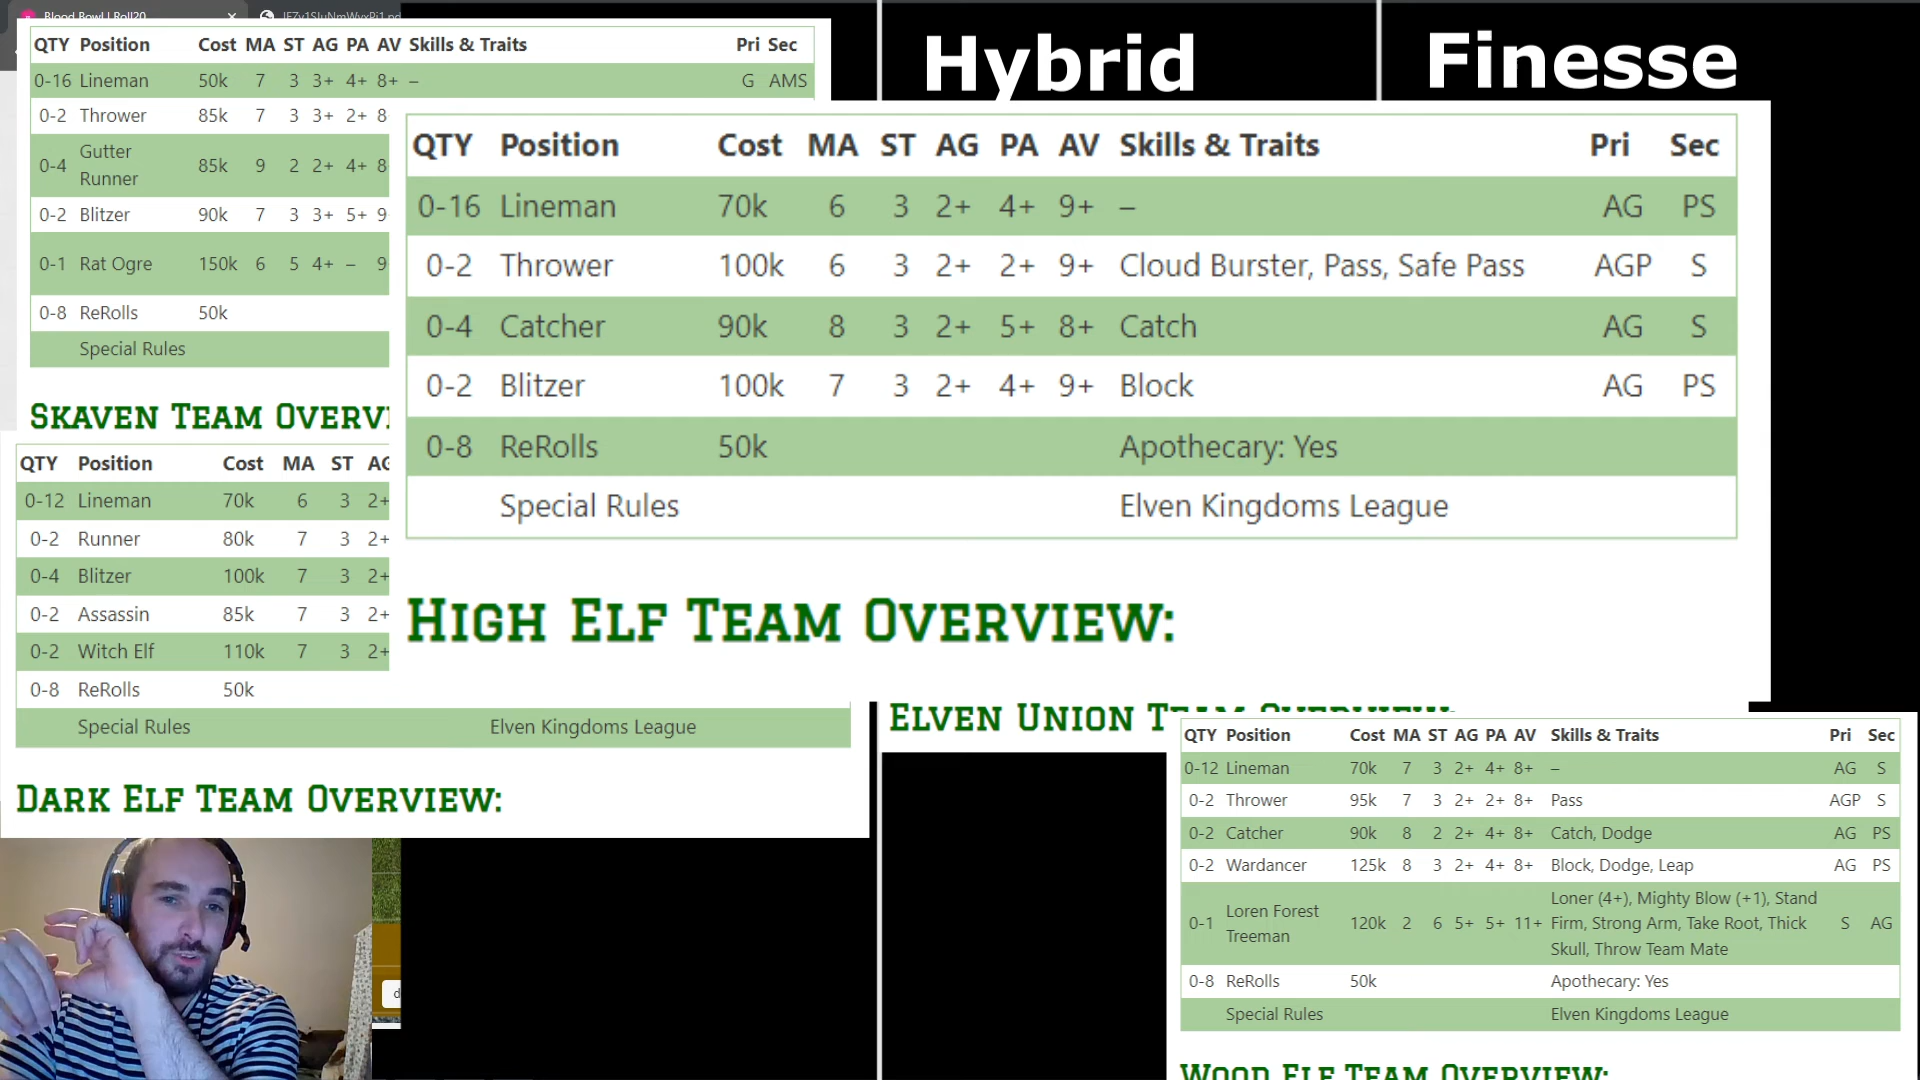 Blood Bowl | Roll20
Hybrid
Finesse
QTY Position Cost MA ST AG PA AV Skills & Traits Pri Sec
0-16 Lineman 50k 7 3 3+ 4+ 8+ – G AMS
0-2 Thrower 85k 7 3 3+ 2+ 8
0-4 Gutter Runner 85k 9 2 2+ 4+ 8
0-2 Blitzer 90k 7 3 3+ 5+ 9
0-1 Rat Ogre 150k 6 5 4+ – 9
0-8 ReRolls 50k
Special Rules
Skaven Team Overv
QTY Position Cost MA ST AG PA AV Skills & Traits Pri Sec
0-16 Lineman 70k 6 3 2+ 4+ 9+ – AG PS
0-2 Thrower 100k 6 3 2+ 2+ 9+ Cloud Burster, Pass, Safe Pass AGP S
0-4 Catcher 90k 8 3 2+ 5+ 8+ Catch AG S
0-2 Blitzer 100k 7 3 2+ 4+ 9+ Block AG PS
0-8 ReRolls 50k Apothecary: Yes
Special Rules Elven Kingdoms League
High Elf Team Overview:
QTY Position Cost MA ST AG
0-12 Lineman 70k 6 3 2+
0-2 Runner 80k 7 3 2+
0-4 Blitzer 100k 7 3 2+
0-2 Assassin 85k 7 3 2+
0-2 Witch Elf 110k 7 3 2+
0-8 ReRolls 50k
Special Rules Elven Kingdoms League
Dark Elf Team Overview:
Elven Union Team Overview:
QTY Position Cost MA ST AG PA AV Skills & Traits Pri Sec
0-12 Lineman 70k 7 3 2+ 4+ 8+ – AG S
0-2 Thrower 95k 7 3 2+ 2+ 8+ Pass AGP S
0-2 Catcher 90k 8 2 2+ 4+ 8+ Catch, Dodge AG PS
0-2 Wardancer 125k 8 3 2+ 4+ 8+ Block, Dodge, Leap AG PS
0-1 Loren Forest Treeman 120k 2 6 5+ 5+ 11+ Loner (4+), Mighty Blow (+1), Stand Firm, Strong Arm, Take Root, Thick Skull, Throw Team Mate S AG
0-8 ReRolls 50k Apothecary: Yes
Special Rules Elven Kingdoms League
Wood Elf Team Overview: